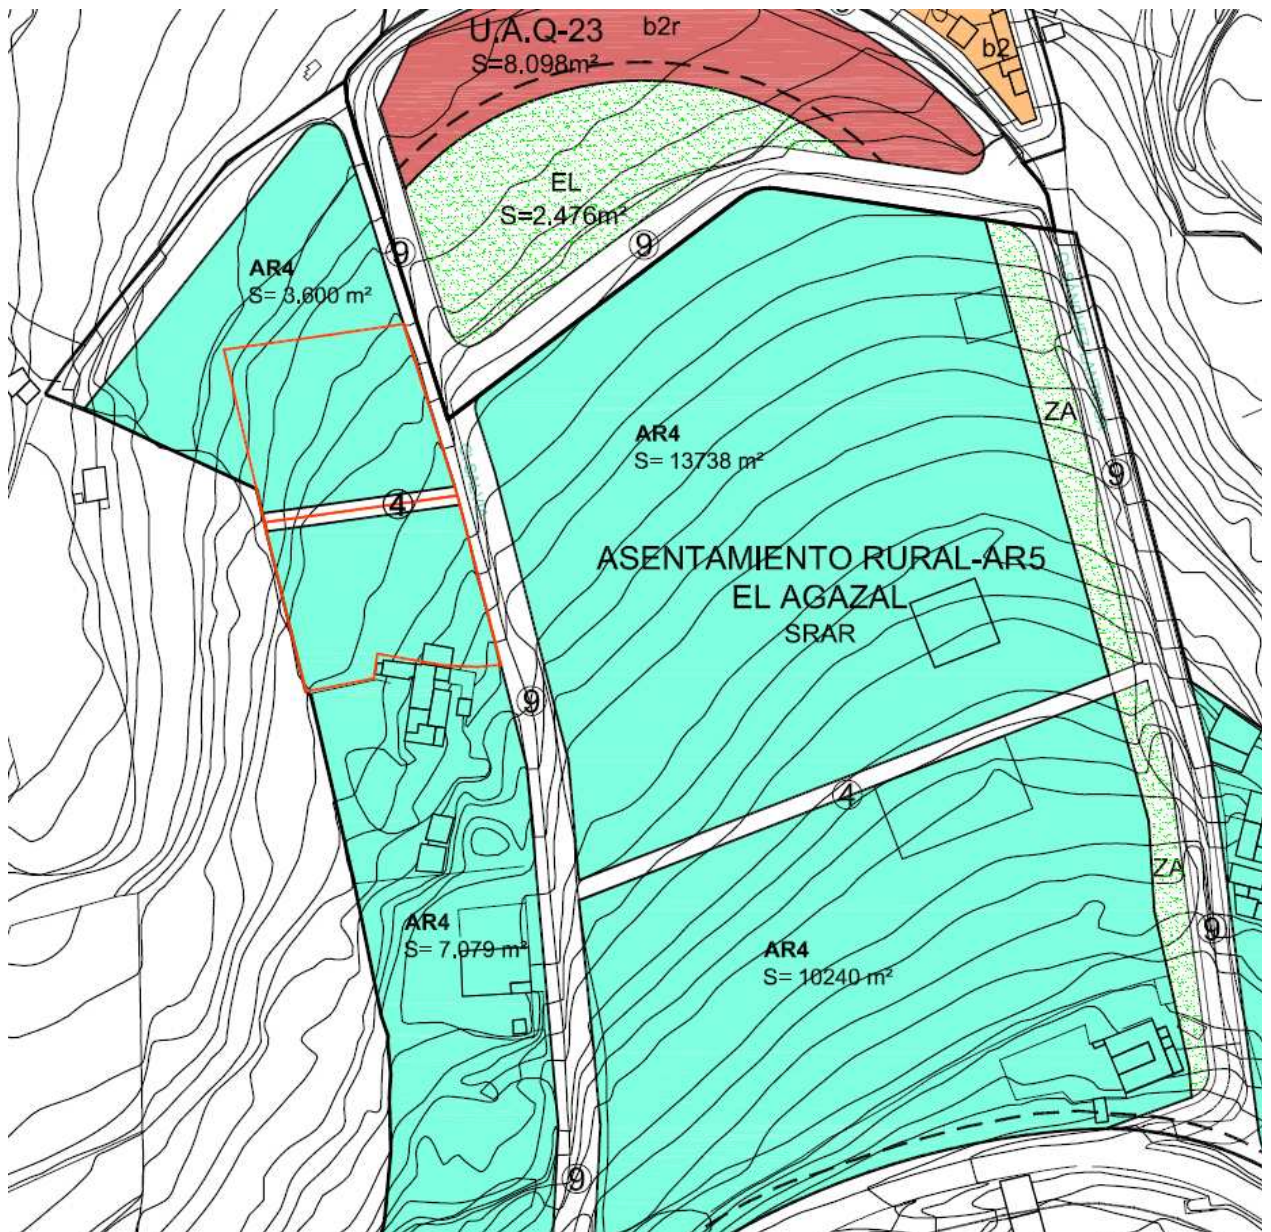 U.A.Q-23
b2r
S=8.098m²
b2
EL
S=2.476m²
9
9
AR4
S= 3.600 m²
ZA
AR4
S= 13738 m²
9
4
ASENTAMIENTO RURAL-AR5
EL AGAZAL
SRAR
9
4
ZA
AR4
S= 7.079 m²
9
AR4
S= 10240 m²
9